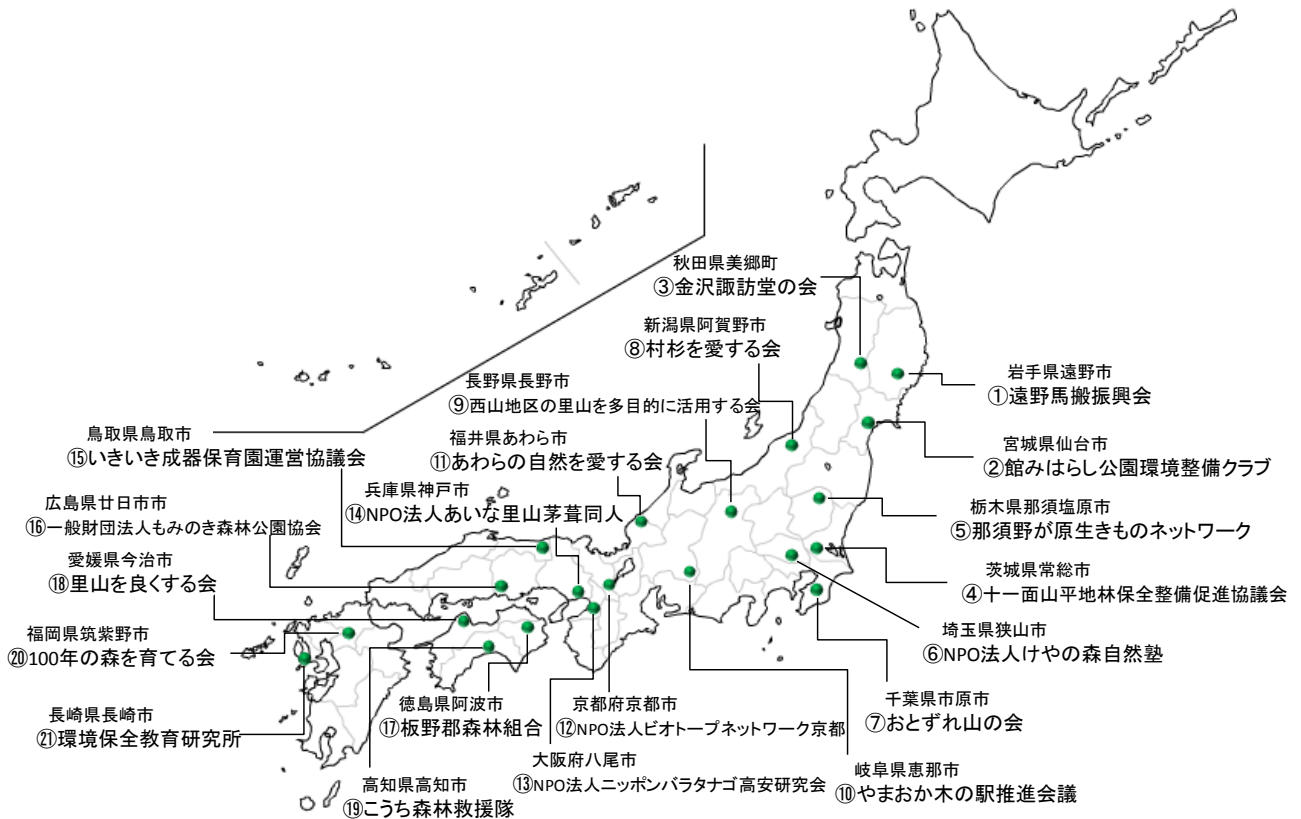 秋田県美郷町
③金沢諏訪堂の会
新潟県阿賀野市
⑧村杉を愛する会
長野県長野市
⑨西山地区の里山を多目的に活用する会
岩手県遠野市
①遠野馬搬振興会
鳥取県鳥取市
⑮いきいき成器保育園運営協議会
福井県あわら市
⑪あわらの自然を愛する会
宮城県仙台市
②館みはらし公園環境整備クラブ
兵庫県神戸市
⑭NPO法人あいな里山茅葺同人
広島県廿日市市
⑯一般財団法人もみのき森林公園協会
栃木県那須塩原市
⑤那須野が原生きものネットワーク
愛媛県今治市
⑱里山を良くする会
茨城県常総市
④十一面山平地林保全整備促進協議会
福岡県筑紫野市
⑳100年の森を育てる会
埼玉県狭山市
⑥NPO法人けやの森自然塾
長崎県長崎市
㉑環境保全教育研究所
徳島県阿波市
⑰板野郡森林組合
京都府京都市
⑫NPO法人ビオトープネットワーク京都
千葉県市原市
⑦おとずれ山の会
大阪府八尾市
⑬NPO法人ニッポンバラタナゴ高安研究会
高知県高知市
⑲こうち森林救援隊
岐阜県恵那市
⑩やまおか木の駅推進会議